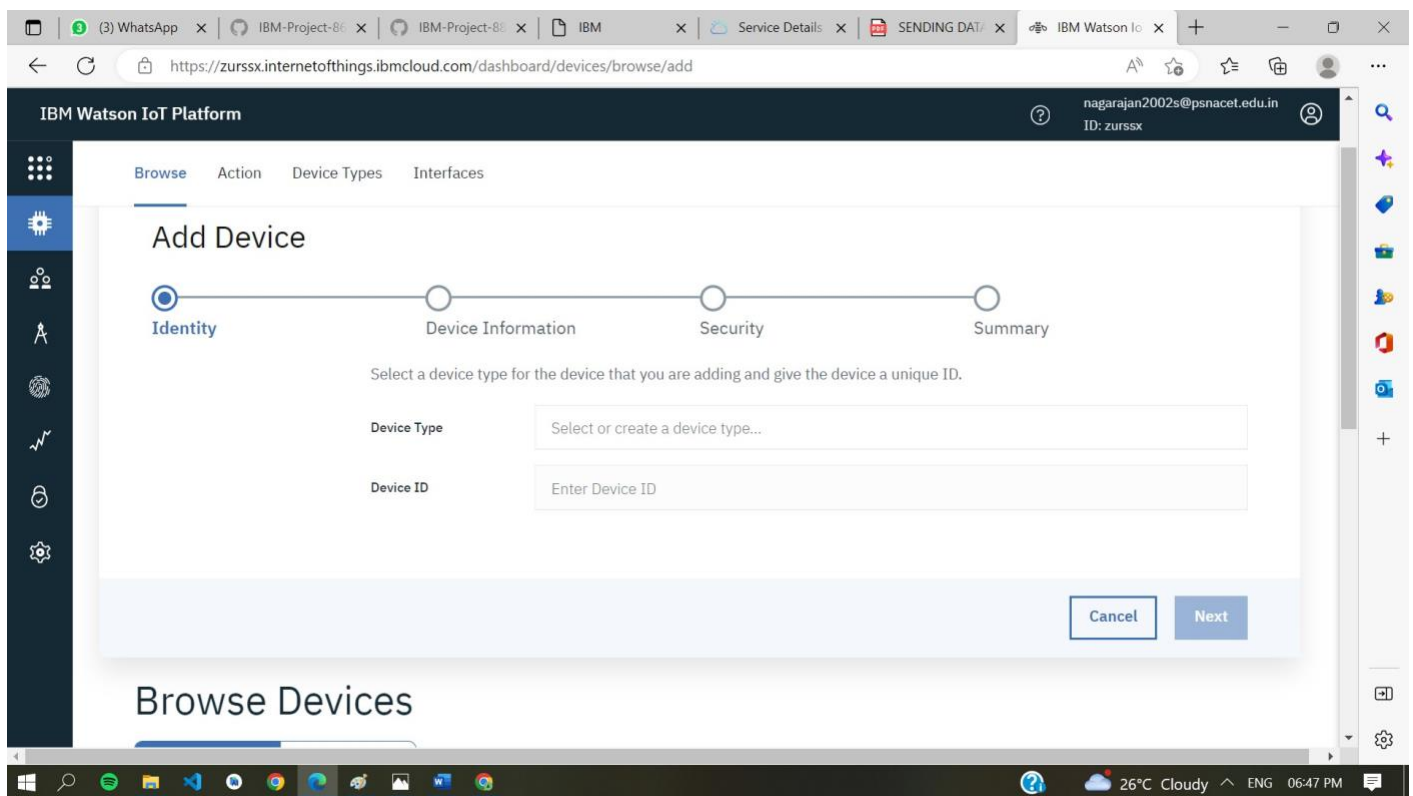 (3) WhatsApp
IBM-Project-86
IBM-Project-88
IBM
Service Details
SENDING DATA
IBM Watson Io
https://zurssx.internetofthings.ibmcloud.com/dashboard/devices/browse/add
IBM Watson IoT Platform
nagarajan2002s@psnacet.edu.in
ID: zurssx
Browse Action Device Types Interfaces
Add Device
Identity Device Information Security Summary
Select a device type for the device that you are adding and give the device a unique ID.
Device Type Select or create a device type...
Device ID Enter Device ID
Cancel Next
Browse Devices
26°C Cloudy ENG 06:47 PM